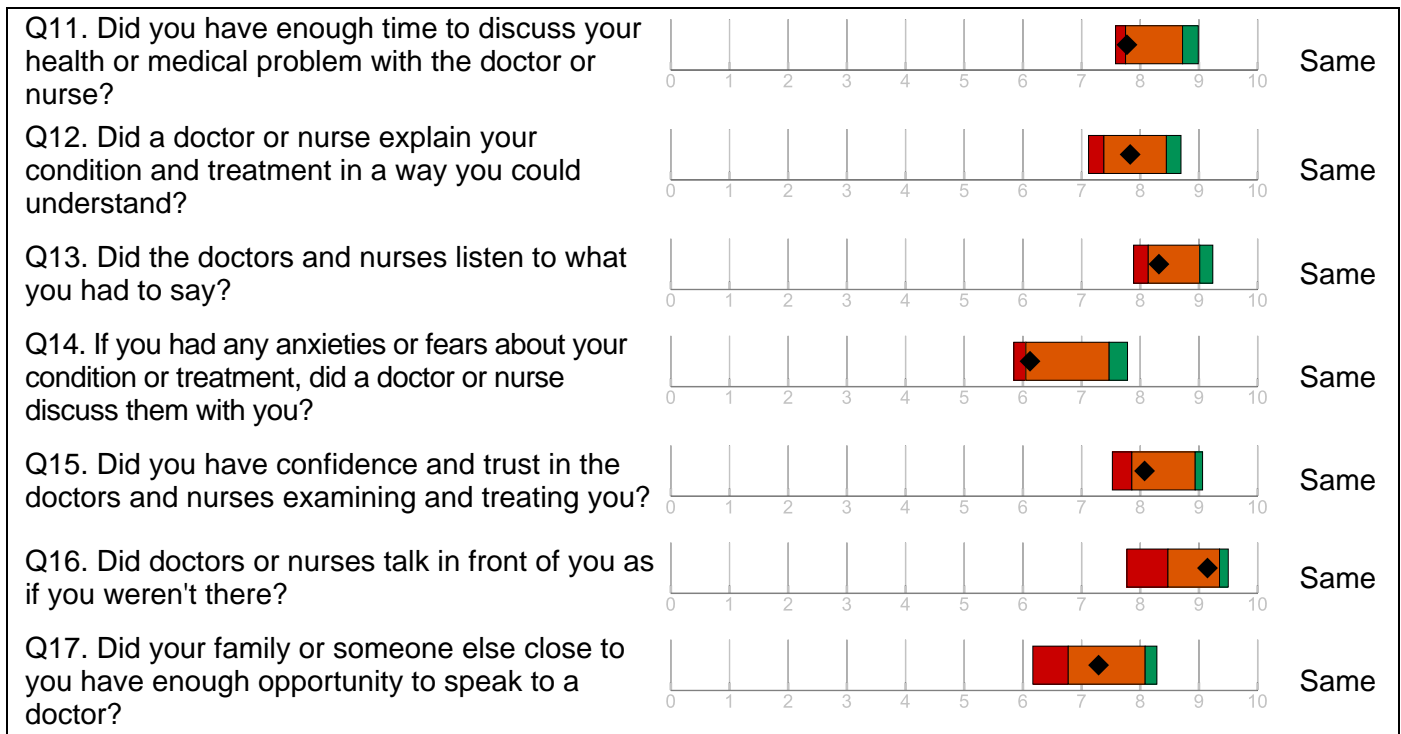 Q11. Did you have enough time to discuss your
health or medical problem with the doctor or
nurse?
0 1 2 3 4 5 6 7 8 9 10
Same
Q12. Did a doctor or nurse explain your
condition and treatment in a way you could
understand?
0 1 2 3 4 5 6 7 8 9 10
Same
Q13. Did the doctors and nurses listen to what
you had to say?
0 1 2 3 4 5 6 7 8 9 10
Same
Q14. If you had any anxieties or fears about your
condition or treatment, did a doctor or nurse
discuss them with you?
0 1 2 3 4 5 6 7 8 9 10
Same
Q15. Did you have confidence and trust in the
doctors and nurses examining and treating you?
0 1 2 3 4 5 6 7 8 9 10
Same
Q16. Did doctors or nurses talk in front of you as
if you weren't there?
0 1 2 3 4 5 6 7 8 9 10
Same
Q17. Did your family or someone else close to
you have enough opportunity to speak to a
doctor?
0 1 2 3 4 5 6 7 8 9 10
Same